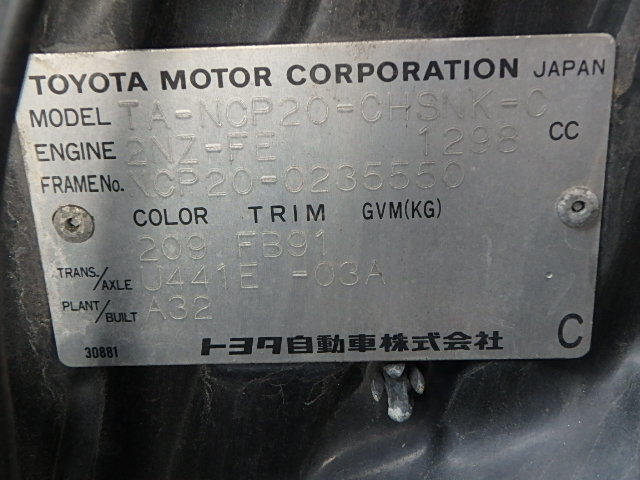 TOYOTA MOTOR CORPORATION JAPAN
MODEL TA-NCP20-CHSNK-C
ENGINE 2NZ-FE 1298 CC
FRAME No. NCP20-0235550
COLOR TRIM GVM(KG)
209 FB91
TRANS./AXLE U441E -03A
PLANT/BUILT A32
30881 トヨタ自動車株式会社 C